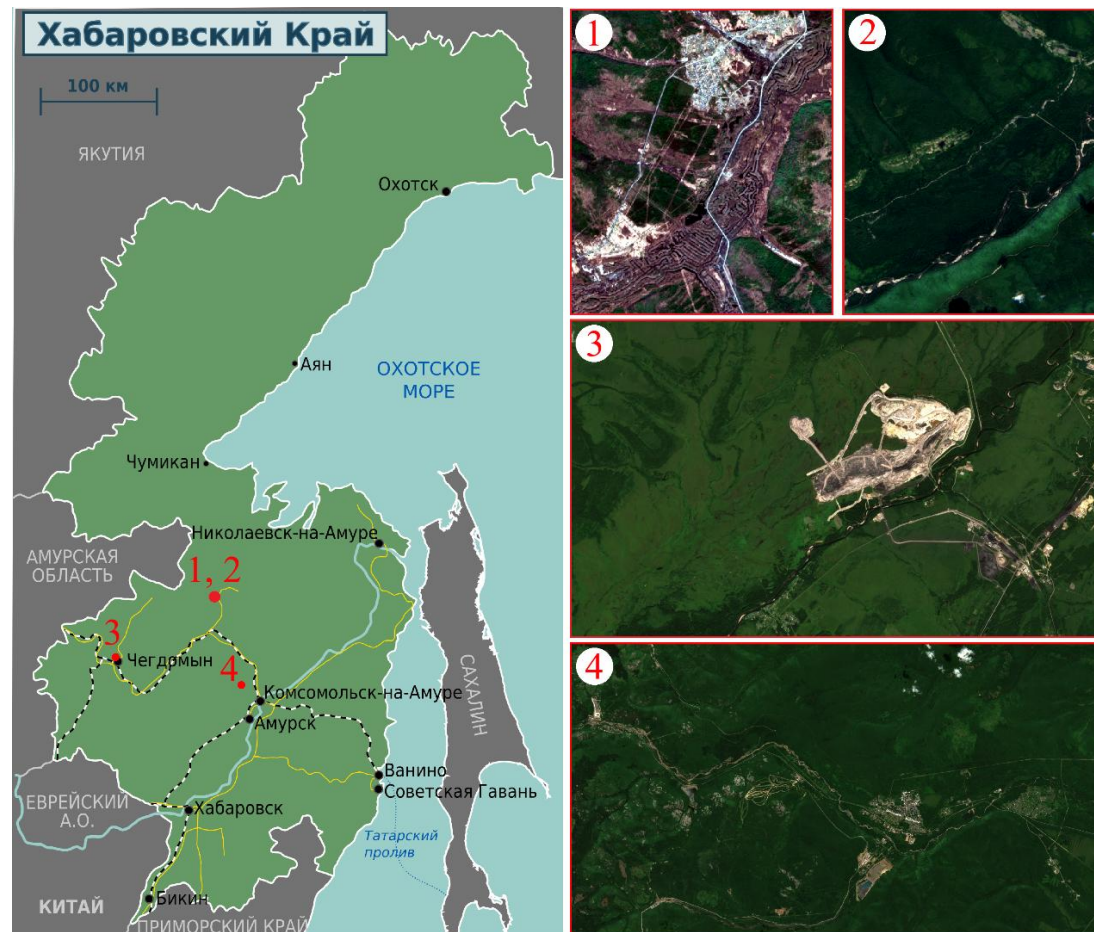 Хабаровский Край
100 км
ЯКУТИЯ
Охотск
Аян
ОХОТСКОЕ
МОРЕ
Чумикан
Николаевск-на-Амуре
АМУРСКАЯ
ОБЛАСТЬ
1, 2
3
Чегдомын
4
Комсомольск-на-Амуре
Амурск
САХАЛИН
Ванино
Советская Гавань
ЕВРЕЙСКИЙ
А.О.
Хабаровск
Татарский
пролив
Бикин
КИТАЙ
ПРИМОРСКИЙ КРАЙ
1
2
3
4